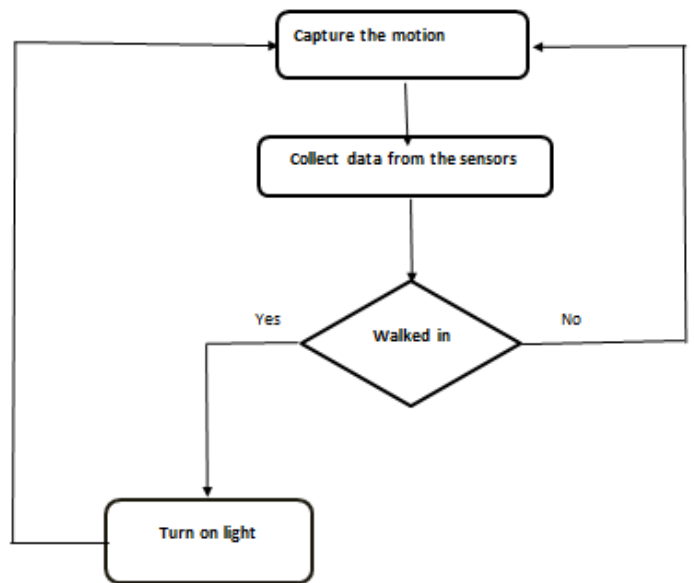 Capture the motion
Collect data from the sensors
Yes
Walked in
No
Turn on light